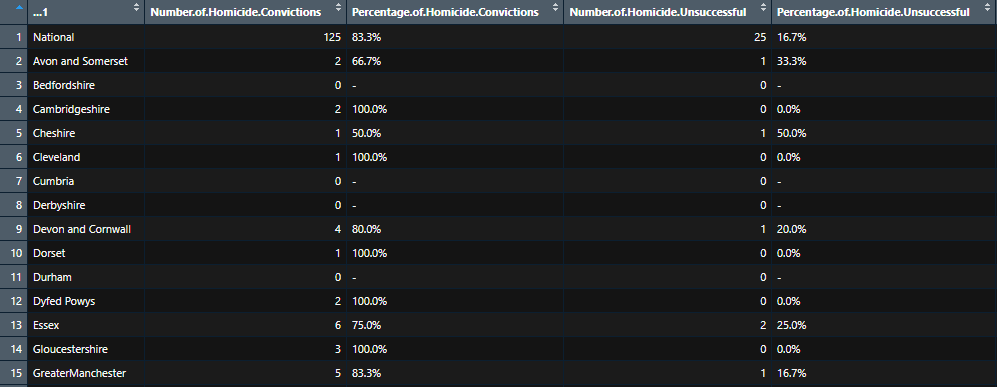 ...1 Number.of.Homicide.Convictions Percentage.of.Homicide.Convictions Number.of.Homicide.Unsuccessful Percentage.of.Homicide.Unsuccessful
1 National 125 83.3% 25 16.7%
2 Avon and Somerset 2 66.7% 1 33.3%
3 Bedfordshire 0 - 0 -
4 Cambridgeshire 2 100.0% 0 0.0%
5 Cheshire 1 50.0% 1 50.0%
6 Cleveland 1 100.0% 0 0.0%
7 Cumbria 0 - 0 -
8 Derbyshire 0 - 0 -
9 Devon and Cornwall 4 80.0% 1 20.0%
10 Dorset 1 100.0% 0 0.0%
11 Durham 0 - 0 -
12 Dyfed Powys 2 100.0% 0 0.0%
13 Essex 6 75.0% 2 25.0%
14 Gloucestershire 3 100.0% 0 0.0%
15 GreaterManchester 5 83.3% 1 16.7%